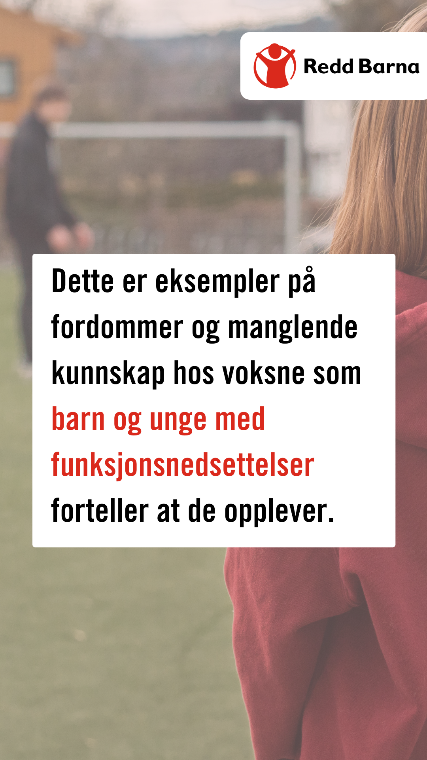 Redd Barna
Dette er eksempler på
fordommer og manglende
kunnskap hos voksne som
barn og unge med
funksjonsnedsettelser
forteller at de opplever.